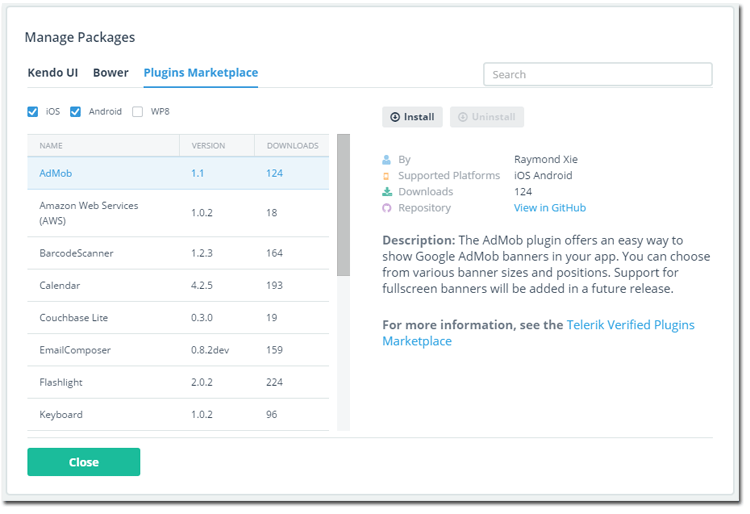 Manage Packages
Kendo UI Bower Plugins Marketplace Search
iOS Android WP8
NAME VERSION DOWNLOADS
AdMob 1.1 124
Amazon Web Services
(AWS) 1.0.2 18
BarcodeScanner 1.2.3 164
Calendar 4.2.5 193
Couchbase Lite 0.3.0 19
EmailComposer 0.8.2dev 159
Flashlight 2.0.2 224
Keyboard 1.0.2 96
Install Uninstall
By Raymond Xie
Supported Platforms iOS Android
Downloads 124
Repository View in GitHub
Description: The AdMob plugin offers an easy way to
show Google AdMob banners in your app. You can choose
from various banner sizes and positions. Support for
fullscreen banners will be added in a future release.
For more information, see the Telerik Verified Plugins
Marketplace
Close